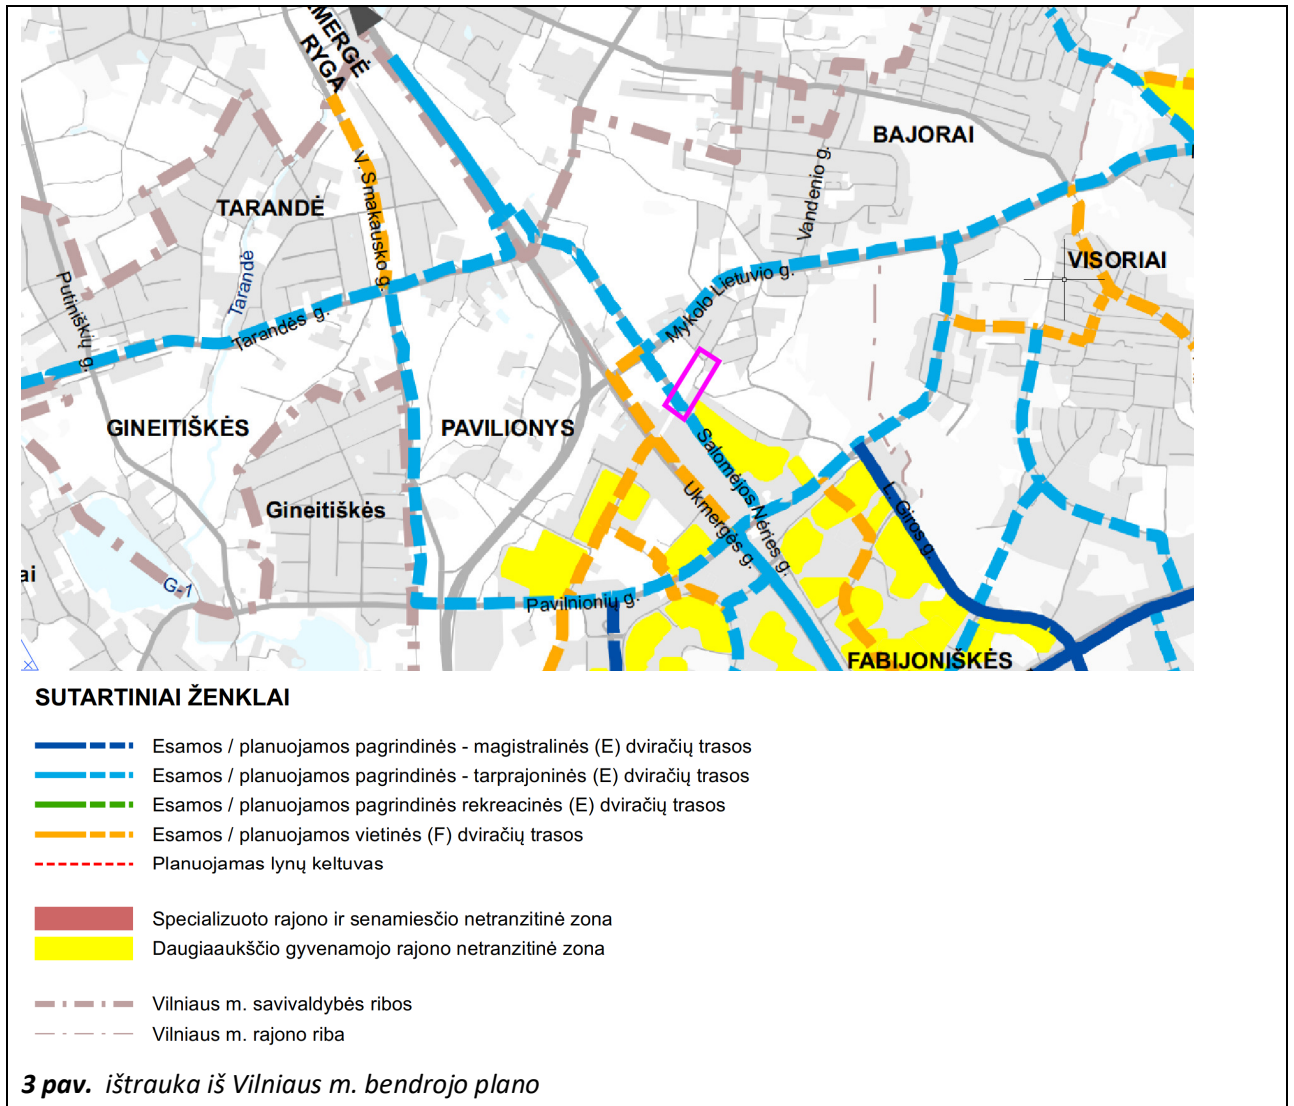 MERGĖ
RYGA
BAJORAI
V. Smakausko g.
Vandenio g.
TARANDĖ
VISORIAI
Tarandė
Putiniškių g.
Mykolo Lietuvio g.
Tarandės g.
GINEITIŠKĖS
PAVILIONYS
Salomėjos Nėries g.
Ukmergės g.
L. Giros g.
Gineitiškės
ai
G-1
Pavilnionių g.
FABIJONIŠKĖS
SUTARTINIAI ŽENKLAI
Esamos / planuojamos pagrindinės - magistralinės (E) dviračių trasos
Esamos / planuojamos pagrindinės - tarprajoninės (E) dviračių trasos
Esamos / planuojamos pagrindinės rekreacinės (E) dviračių trasos
Esamos / planuojamos vietinės (F) dviračių trasos
Planuojamas lynų keltuvas
Specializuoto rajono ir senamiesčio netranzitinė zona
Daugiaaukščio gyvenamojo rajono netranzitinė zona
Vilniaus m. savivaldybės ribos
Vilniaus m. rajono riba
3 pav. ištrauka iš Vilniaus m. bendrojo plano